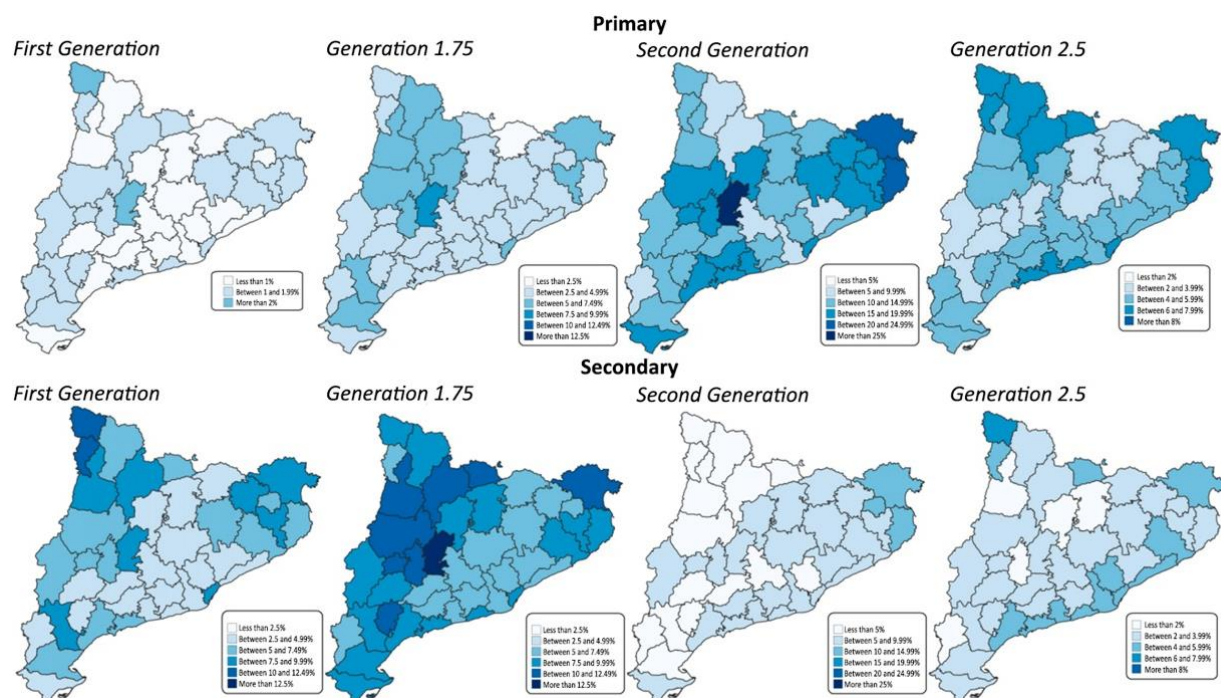 Primary
First Generation
Generation 1.75
Second Generation
Generation 2.5
Less than 1%
Between 1 and 1.99%
More than 2%
Less than 2.5%
Between 2.5 and 4.99%
Between 5 and 7.49%
Between 7.5 and 9.99%
Between 10 and 12.49%
More than 12.5%
Less than 5%
Between 5 and 9.99%
Between 10 and 14.99%
Between 15 and 19.99%
Between 20 and 24.99%
More than 25%
Less than 2%
Between 2 and 3.99%
Between 4 and 5.99%
Between 6 and 7.99%
More than 8%
Secondary
First Generation
Generation 1.75
Second Generation
Generation 2.5
Less than 2.5%
Between 2.5 and 4.99%
Between 5 and 7.49%
Between 7.5 and 9.99%
Between 10 and 12.49%
More than 12.5%
Less than 2.5%
Between 2.5 and 4.99%
Between 5 and 7.49%
Between 7.5 and 9.99%
Between 10 and 12.49%
More than 12.5%
Less than 5%
Between 5 and 9.99%
Between 10 and 14.99%
Between 15 and 19.99%
Between 20 and 24.99%
More than 25%
Less than 2%
Between 2 and 3.99%
Between 4 and 5.99%
Between 6 and 7.99%
More than 8%